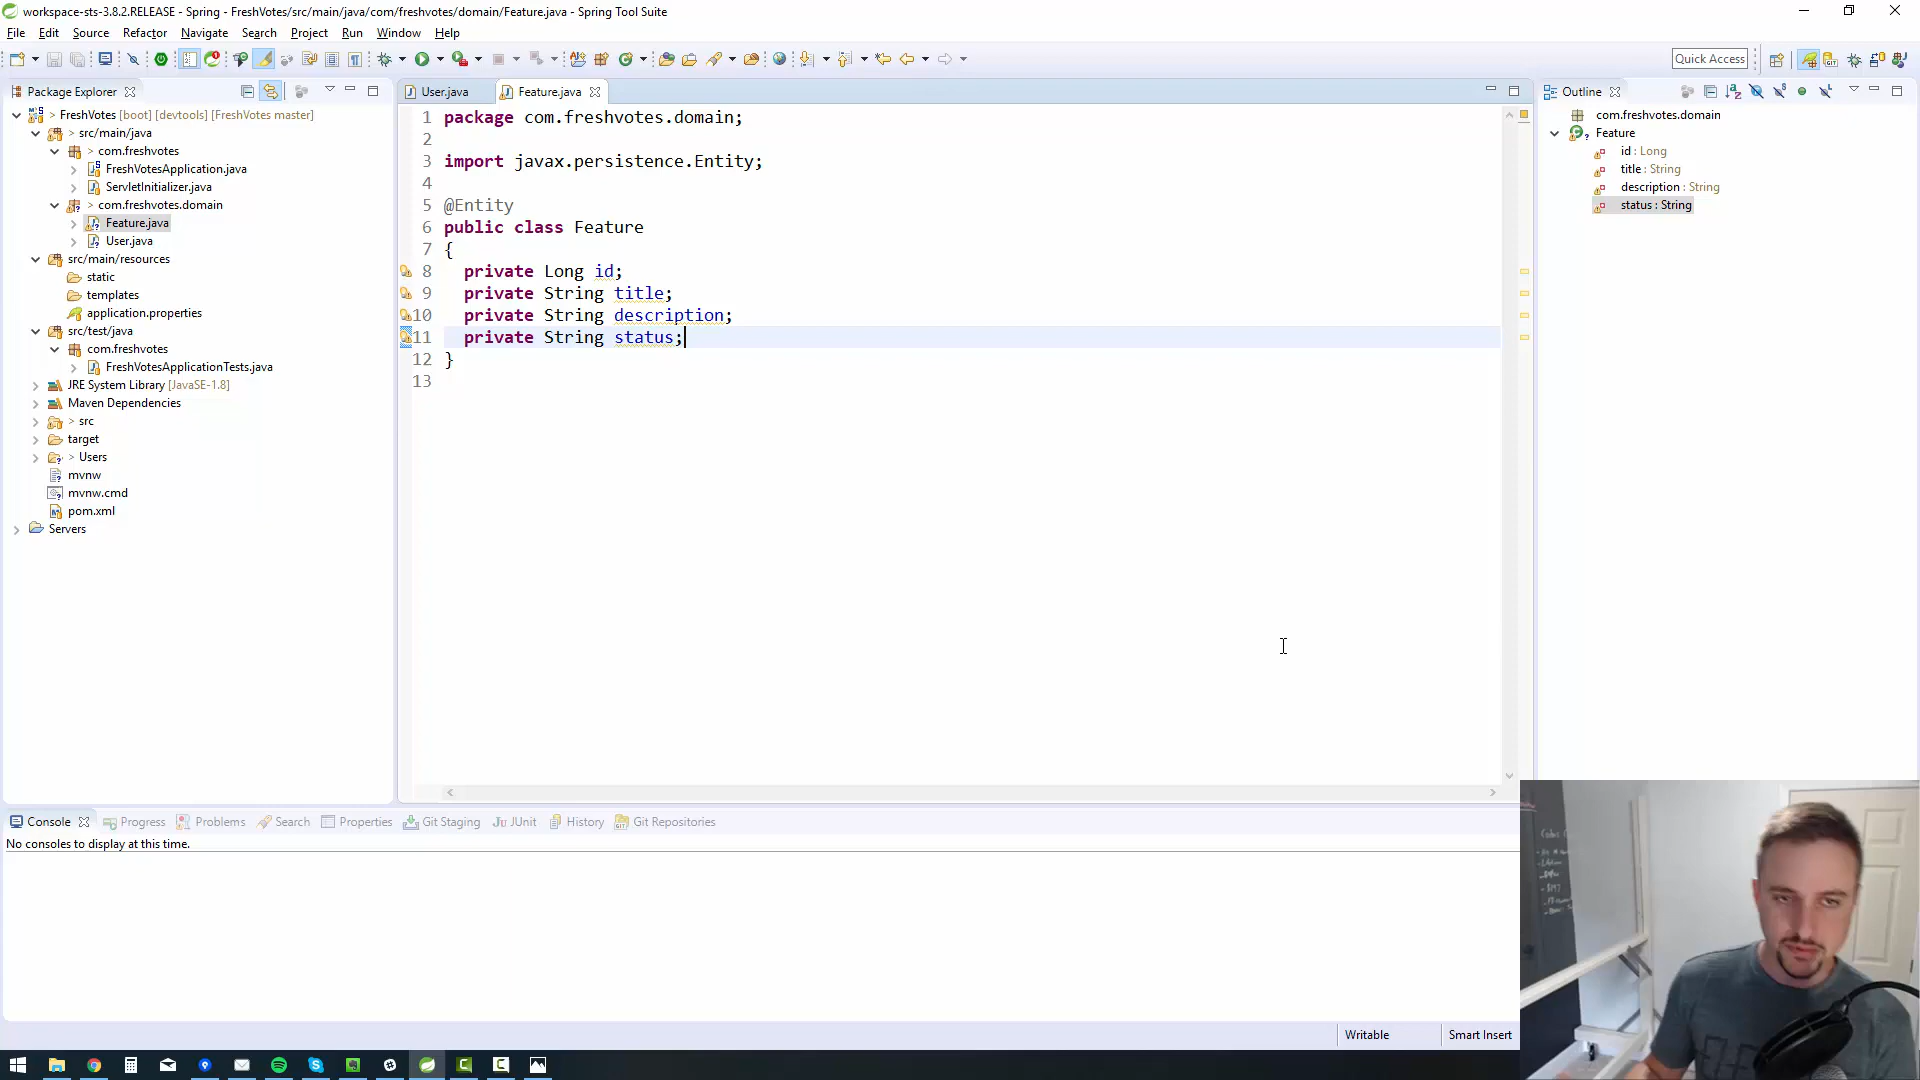 workspace-sts-3.8.2.RELEASE - Spring - FreshVotes/src/main/java/com/freshvotes/domain/Feature.java - Spring Tool Suite
File Edit Source Refactor Navigate Search Project Run Window Help
Quick Access
Package Explorer
User.java
Feature.java
Outline
FreshVotes [boot] [devtools] [FreshVotes master]
> src/main/java
> com.freshvotes
FreshVotesApplication.java
ServletInitializer.java
> com.freshvotes.domain
Feature.java
User.java
src/main/resources
static
templates
application.properties
src/test/java
com.freshvotes
FreshVotesApplicationTests.java
JRE System Library [JavaSE-1.8]
Maven Dependencies
> src
target
> Users
mvnw
mvnw.cmd
pom.xml
Servers
1 package com.freshvotes.domain;
2
3 import javax.persistence.Entity;
4
5 @Entity
6 public class Feature
7 {
8 private Long id;
9 private String title;
10 private String description;
11 private String status;
12 }
13
com.freshvotes.domain
Feature
id : Long
title : String
description : String
status : String
Console Progress Problems Search Properties Git Staging JUnit History Git Repositories
No consoles to display at this time.
Writable Smart Insert